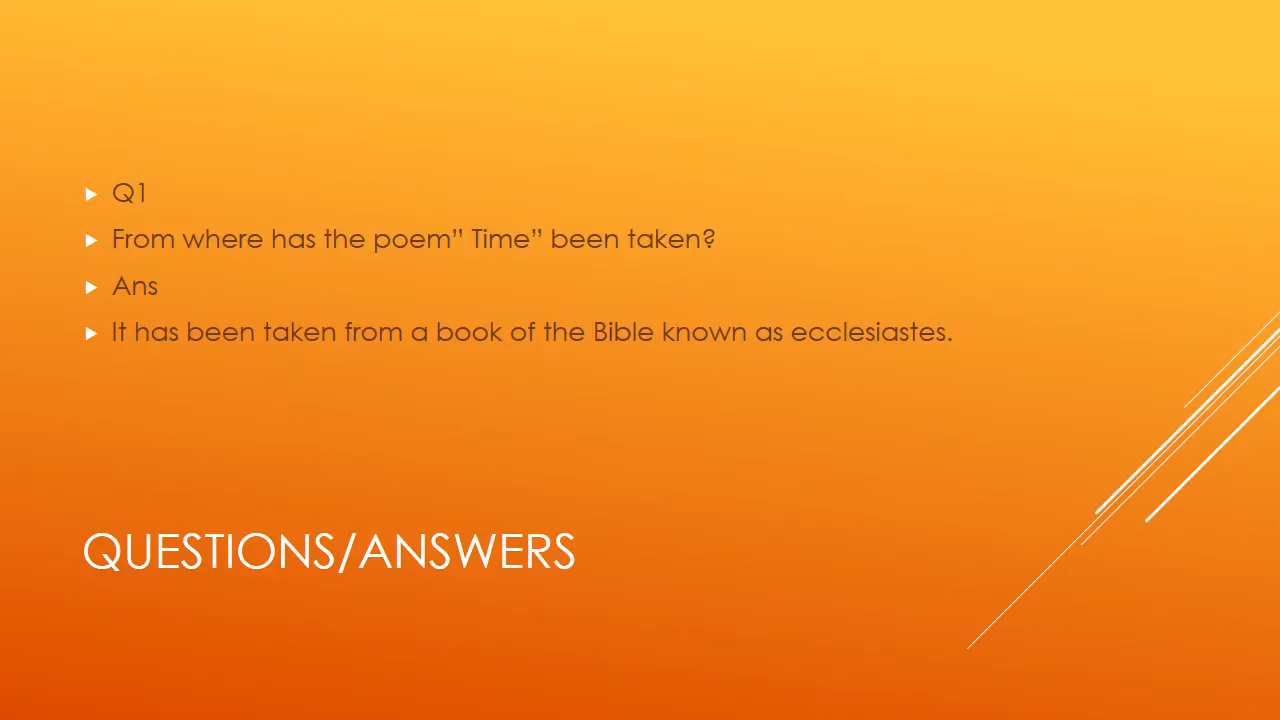 Q1
From where has the poem” Time” been taken?
Ans
It has been taken from a book of the Bible known as ecclesiastes.
QUESTIONS/ANSWERS